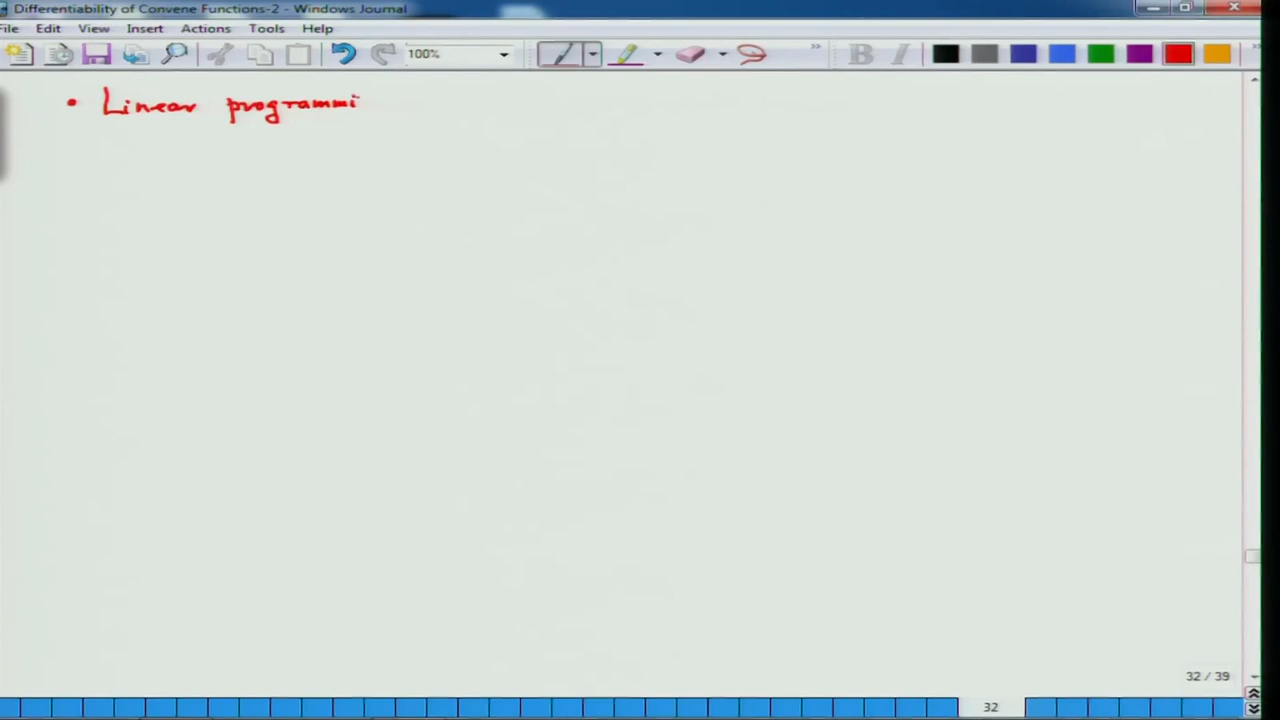 Differentiability of Convene Functions-2 - Windows Journal
File Edit View Insert Actions Tools Help
100% B I
• Linear programmi
32 / 39
32